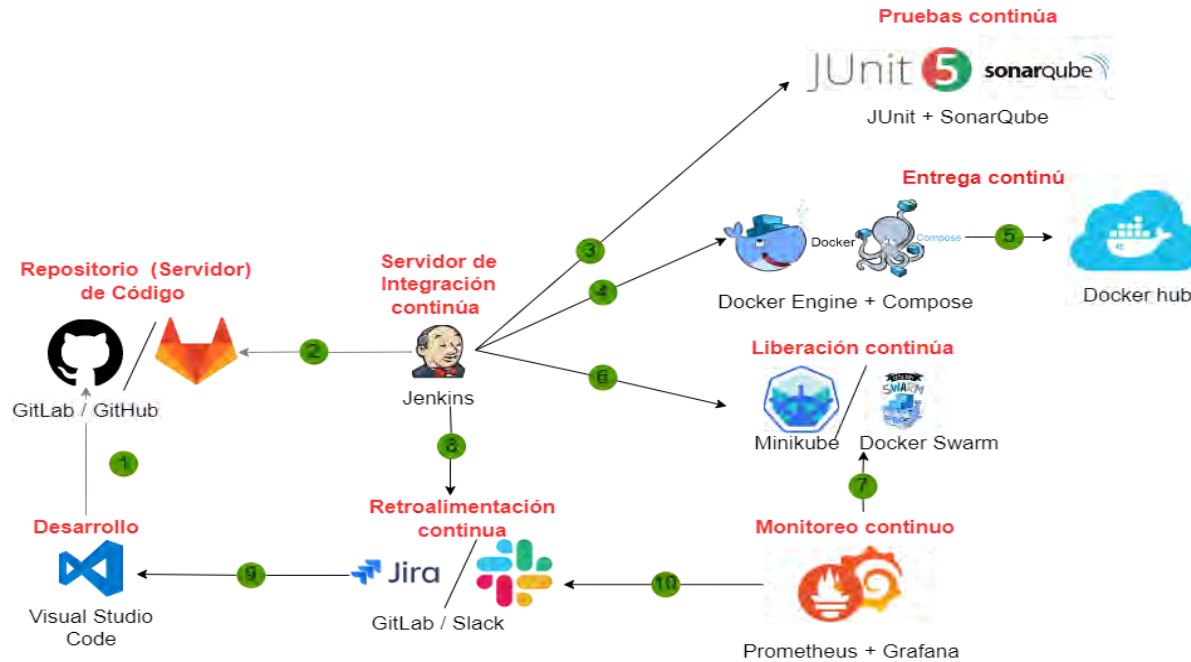 Pruebas continúa
JUnit 5 sonarqube
JUnit + SonarQube
Entrega continú
Docker
Compose
5
Docker Engine + Compose
Docker hub
3
4
Repositorio (Servidor)
de Código
Servidor de
Integración
continúa
2
Jenkins
GitLab / GitHub
Liberación continúa
6
SWARM
Minikube
Docker Swarm
1
8
7
Desarrollo
Retroalimentación
continua
Monitoreo continuo
9
Jira
10
Visual Studio
Code
GitLab / Slack
Prometheus + Grafana